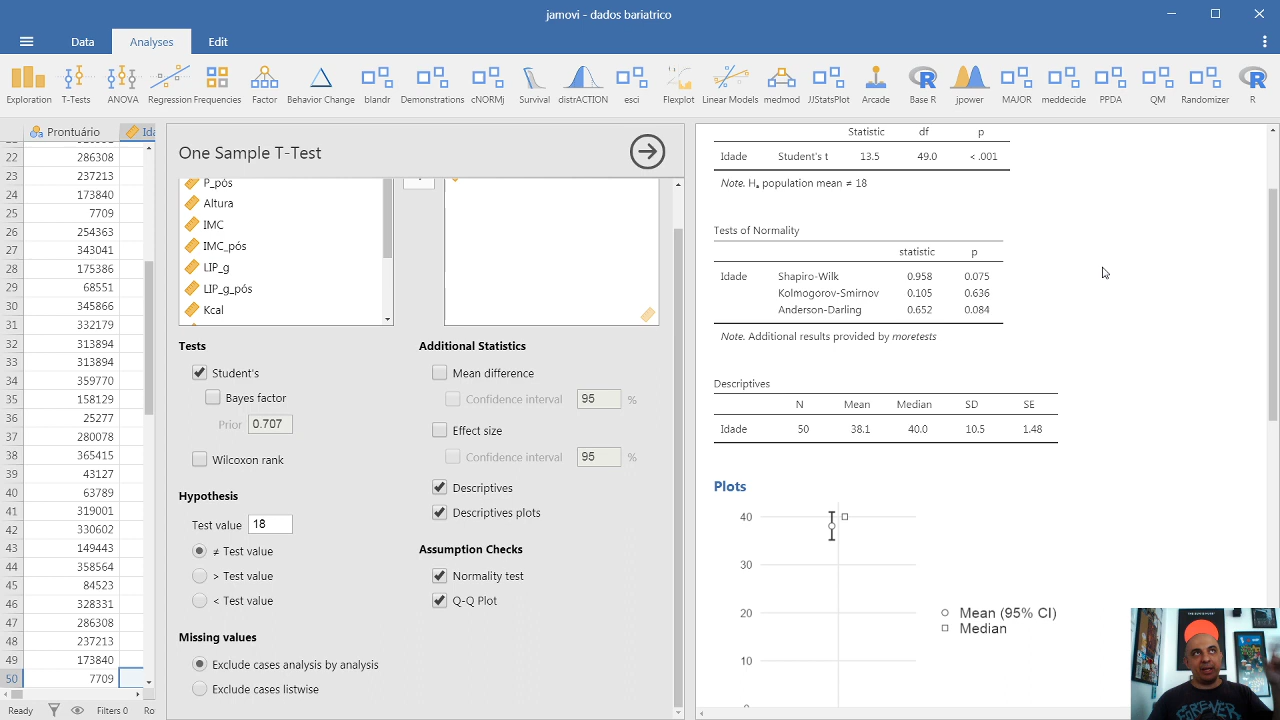 jamovi - dados bariatrico
Data Analyses Edit
Exploration T-Tests ANOVA Regression Frequencies Factor Behavior Change blandr Demonstrations cNORMj Survival distrACTION esci Flexplot Linear Models medmod JJStatsPlot Arcade Base R jpower MAJOR meddecide PPDA QM Randomizer R
Prontuário Ida
22 286308
23 237213
24 173840
25 7709
26 254363
27 343041
28 175386
29 68551
30 345866
31 332179
32 313894
33 313894
34 359770
35 158129
36 25277
37 280078
38 365415
39 43127
40 63789
41 319001
42 330602
43 149443
44 358564
45 84523
46 328331
47 286308
48 237213
49 173840
50 7709
Ready Filters 0 Ro
One Sample T-Test
P_pós
Altura
IMC
IMC_pós
LIP_g
LIP_g_pós
Kcal
Tests
Student's
Bayes factor
Prior 0.707
Wilcoxon rank
Hypothesis
Test value 18
≠ Test value
> Test value
< Test value
Missing values
Exclude cases analysis by analysis
Exclude cases listwise
Additional Statistics
Mean difference
Confidence interval 95 %
Effect size
Confidence interval 95 %
Descriptives
Descriptives plots
Assumption Checks
Normality test
Q-Q Plot
Statistic df p
Idade Student's t 13.5 49.0 < .001
Note. Hₐ population mean ≠ 18
Tests of Normality
statistic p
Idade Shapiro-Wilk 0.958 0.075
Kolmogorov-Smirnov 0.105 0.636
Anderson-Darling 0.652 0.084
Note. Additional results provided by moretests
Descriptives
N Mean Median SD SE
Idade 50 38.1 40.0 10.5 1.48
Plots
40
30
20
10
Mean (95% CI)
Median